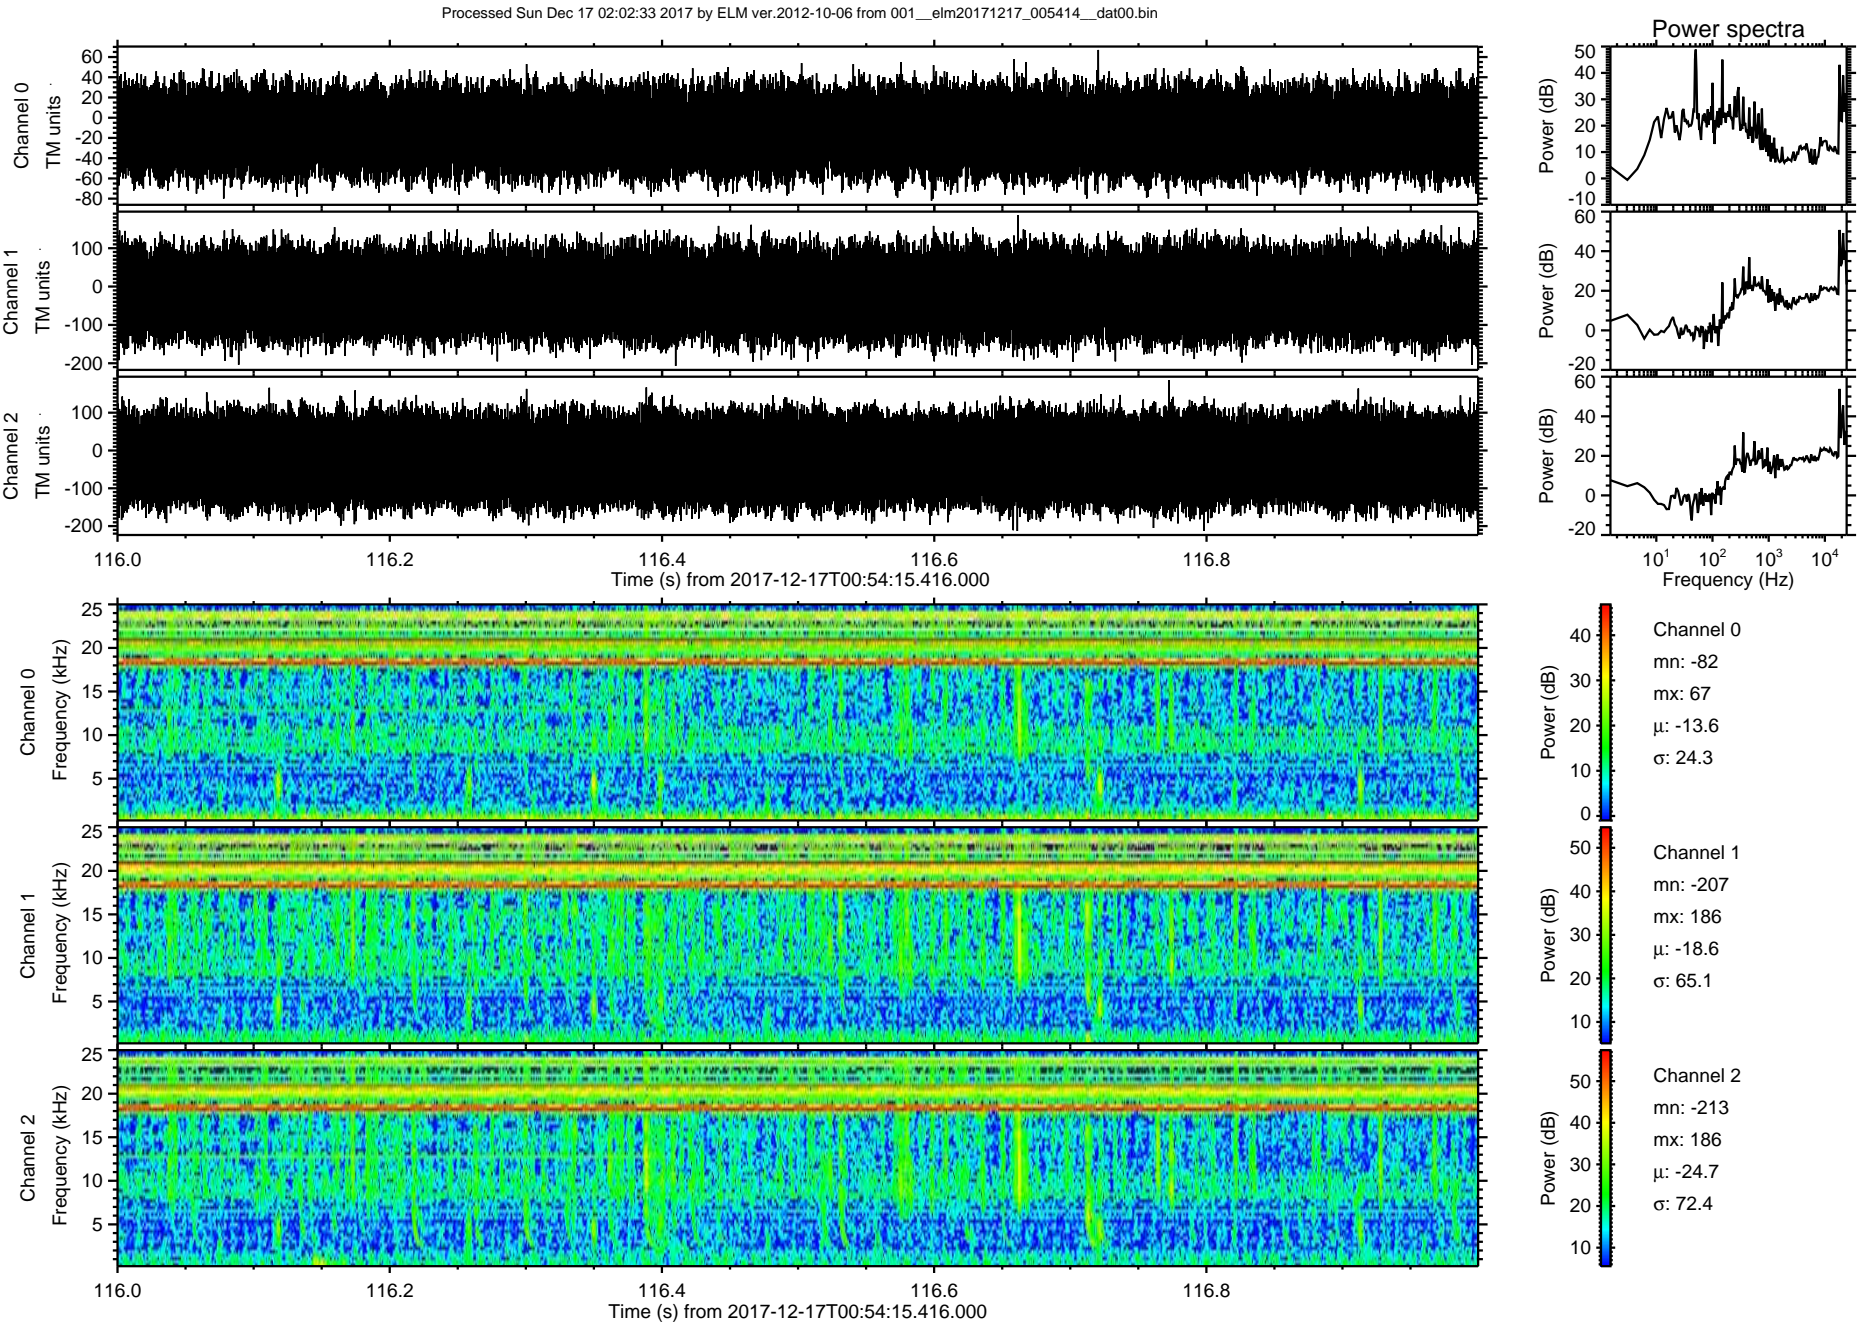 Processed Sun Dec 17 02:02:33 2017 by ELM ver.2012-10-06 from 001__elm20171217_005414__dat00.bin
Power spectra
Channel 0
TM units
60
40
20
0
-20
-40
-60
-80
Power (dB)
50
40
30
20
10
0
-10
Channel 1
TM units
100
0
-100
-200
Power (dB)
60
40
20
0
-20
Channel 2
TM units
100
0
-100
-200
Power (dB)
60
40
20
0
-20
116.0 116.2 116.4 116.6 116.8
Time (s) from 2017-12-17T00:54:15.416.000
10¹ 10² 10³ 10⁴
Frequency (Hz)
Channel 0
Frequency (kHz)
25
20
15
10
5
Power (dB)
40
30
20
10
0
Channel 0
mn: -82
mx: 67
μ: -13.6
σ: 24.3
Channel 1
Frequency (kHz)
25
20
15
10
5
Power (dB)
50
40
30
20
10
Channel 1
mn: -207
mx: 186
μ: -18.6
σ: 65.1
Channel 2
Frequency (kHz)
25
20
15
10
5
Power (dB)
50
40
30
20
10
Channel 2
mn: -213
mx: 186
μ: -24.7
σ: 72.4
116.0 116.2 116.4 116.6 116.8
Time (s) from 2017-12-17T00:54:15.416.000